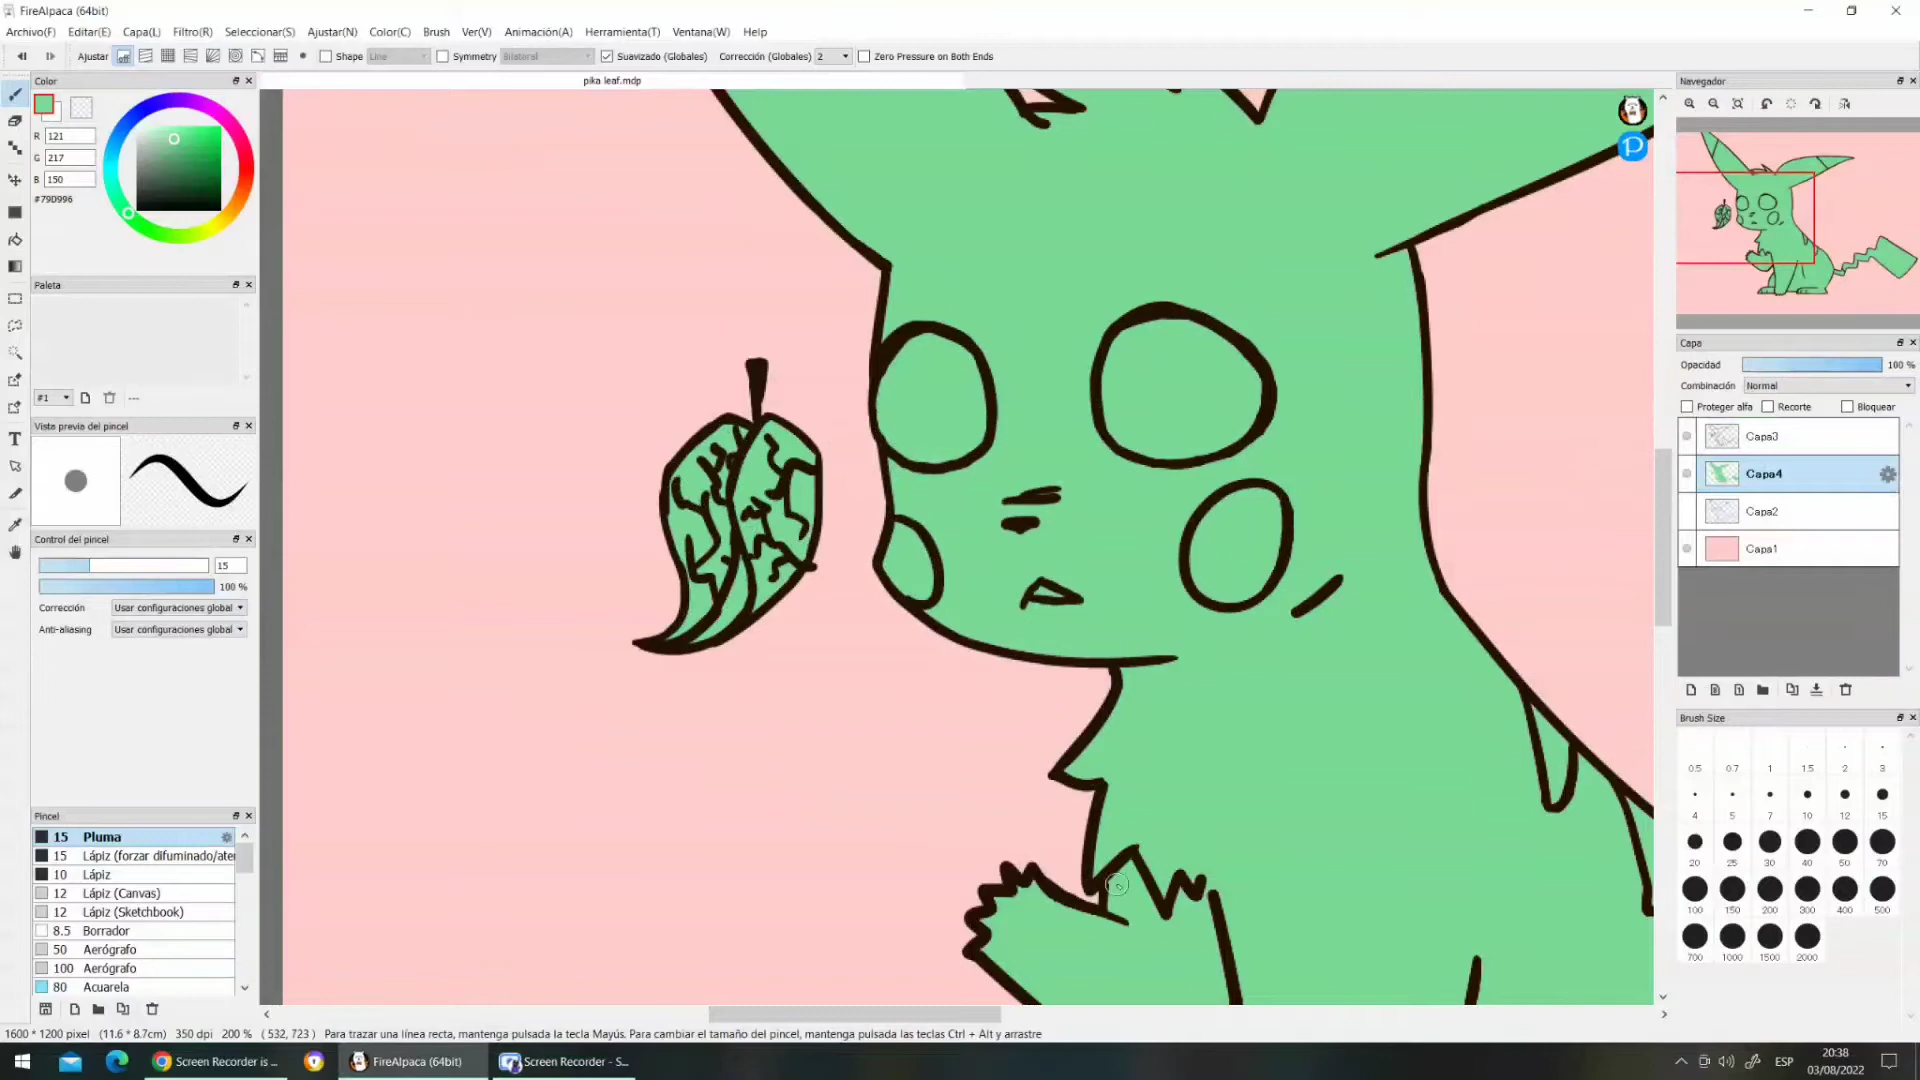 FireAlpaca (64bit)
Archivo(F) Editar(E) Capa(L) Filtro(R) Seleccionar(S) Ajustar(N) Color(C) Brush Ver(V) Animación(A) Herramienta(T) Ventana(W) Help
Ajustar off Shape Line Symmetry Bilateral Suavizado (Globales) Corrección (Globales) 2 Zero Pressure on Both Ends
Color
pika leaf.mdp
Navegador
R 121
G 217
B 150
#79D996
Paleta
#1 ---
Vista previa del pincel
Control del pincel
15
100 %
Corrección Usar configuraciones global
Anti-aliasing Usar configuraciones global
Pincel
15 Pluma
15 Lápiz (forzar difuminado/ater
10 Lápiz
12 Lápiz (Canvas)
12 Lápiz (Sketchbook)
8.5 Borrador
50 Aerógrafo
100 Aerógrafo
80 Acuarela
Capa
Opacidad 100 %
Combinación Normal
Proteger alfa Recorte Bloquear
Capa3
Capa4
Capa2
Capa1
Brush Size
0.5 0.7 1 1.5 2 3
4 5 7 10 12 15
20 25 30 40 50 70
100 150 200 300 400 500
700 1000 1500 2000
1600 * 1200 pixel (11.6 * 8.7cm) 350 dpi 200 % ( 532, 723 ) Para trazar una línea recta, mantenga pulsada la tecla Mayús. Para cambiar el tamaño del pincel, mantenga pulsadas las teclas Ctrl + Alt y arrastre
Screen Recorder is ... FireAlpaca (64bit) Screen Recorder - S... ESP 20:38
03/08/2022